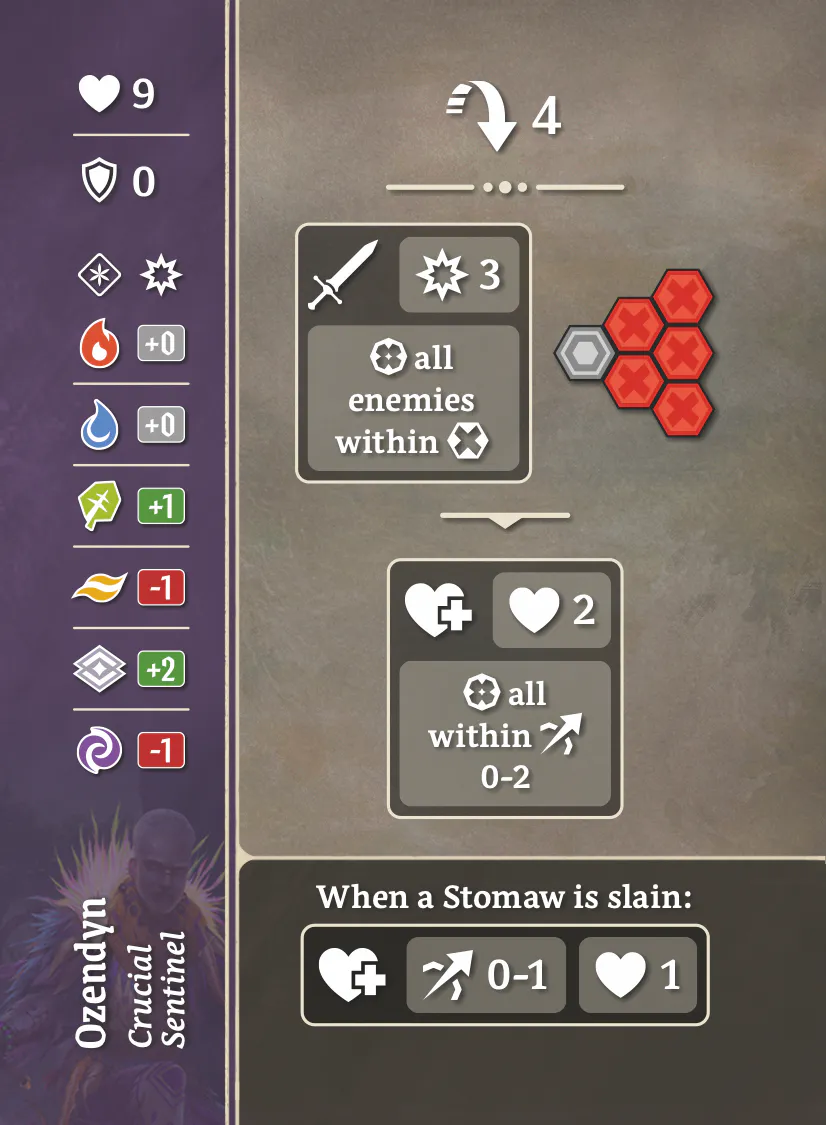 9
0
+0
+0
+1
-1
+2
-1
Ozendyn
Crucial
Sentinel
4
3
all
enemies
within
2
all
within
0-2
When a Stomaw is slain:
0-1 1